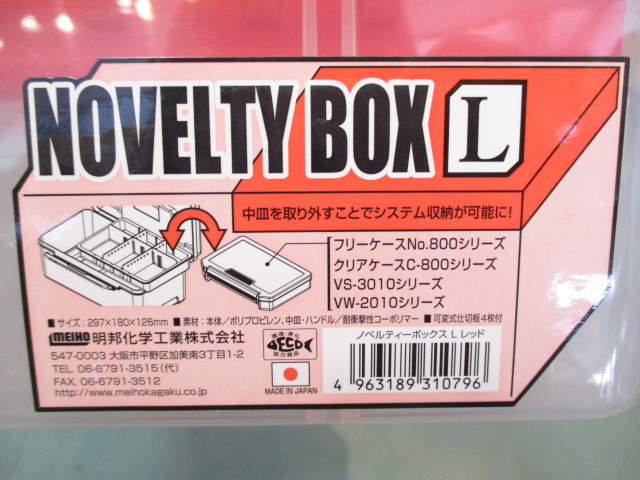 NOVELTY BOX L
中皿を取り外すことでシステム収納が可能に!
フリーケースNo.800シリーズ
クリアケースC-800シリーズ
VS-3010シリーズ
VW-2010シリーズ
■サイズ:297×180×126mm ■素材:本体/ポリプロピレン、中皿・ハンドル/耐衝撃性コーポリマー ■可変式仕切板4枚付
MEIHO 明邦化学工業株式会社
547-0003 大阪市平野区加美南3丁目1-2
TEL. 06-6791-3515(代)
FAX. 06-6791-3512
http://www.meihokagaku.co.jp
DECO
協力商品
MADE IN JAPAN
ノベルティーボックス L レッド
4 963189 310796